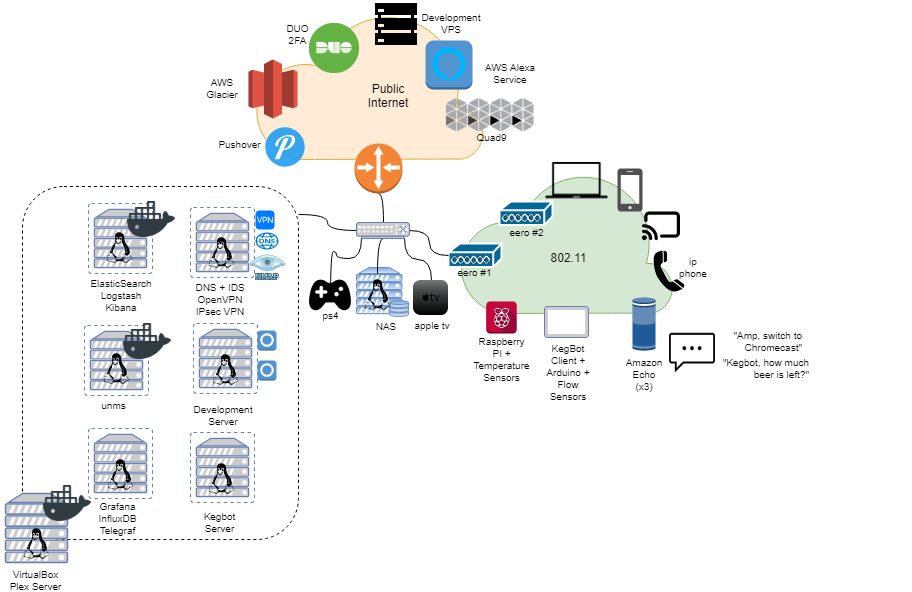 DUO
2FA
DUO
Development
VPS
AWS Alexa
Service
AWS
Glacier
Public
Internet
Quad9
Pushover
P
VPN
DNS
NMAP
ElasticSearch
Logstash
Kibana
DNS + IDS
OpenVPN
IPsec VPN
unms
Development
Server
Grafana
InfluxDB
Telegraf
Kegbot
Server
VirtualBox
Plex Server
ps4
NAS
tv
apple tv
eero #2
eero #1
802.11
ip
phone
Raspberry
PI +
Temperature
Sensors
KegBot
Client +
Arduino +
Flow
Sensors
Amazon
Echo
(x3)
"Amp, switch to
Chromecast"
"Kegbot, how much
beer is left?"